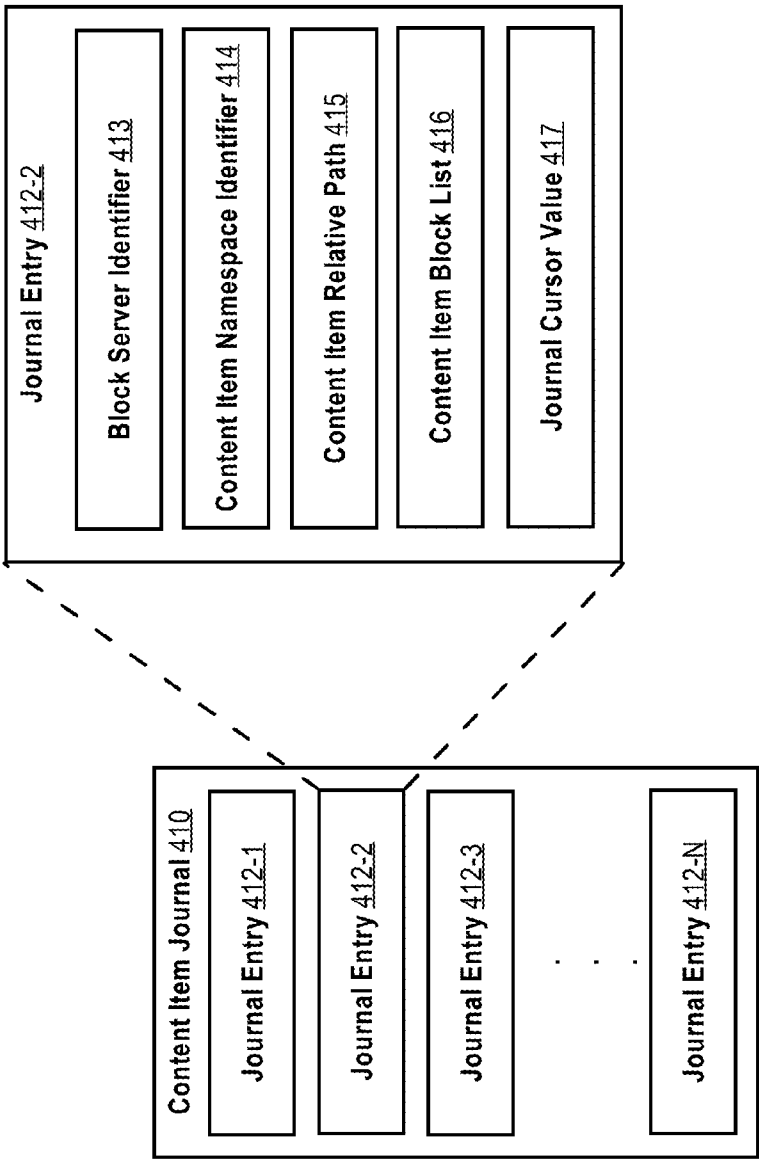 Content Item Journal 410
Journal Entry 412-1
Journal Entry 412-2
Journal Entry 412-3
. . .
Journal Entry 412-N
Journal Entry 412-2
Block Server Identifier 413
Content Item Namespace Identifier 414
Content Item Relative Path 415
Content Item Block List 416
Journal Cursor Value 417